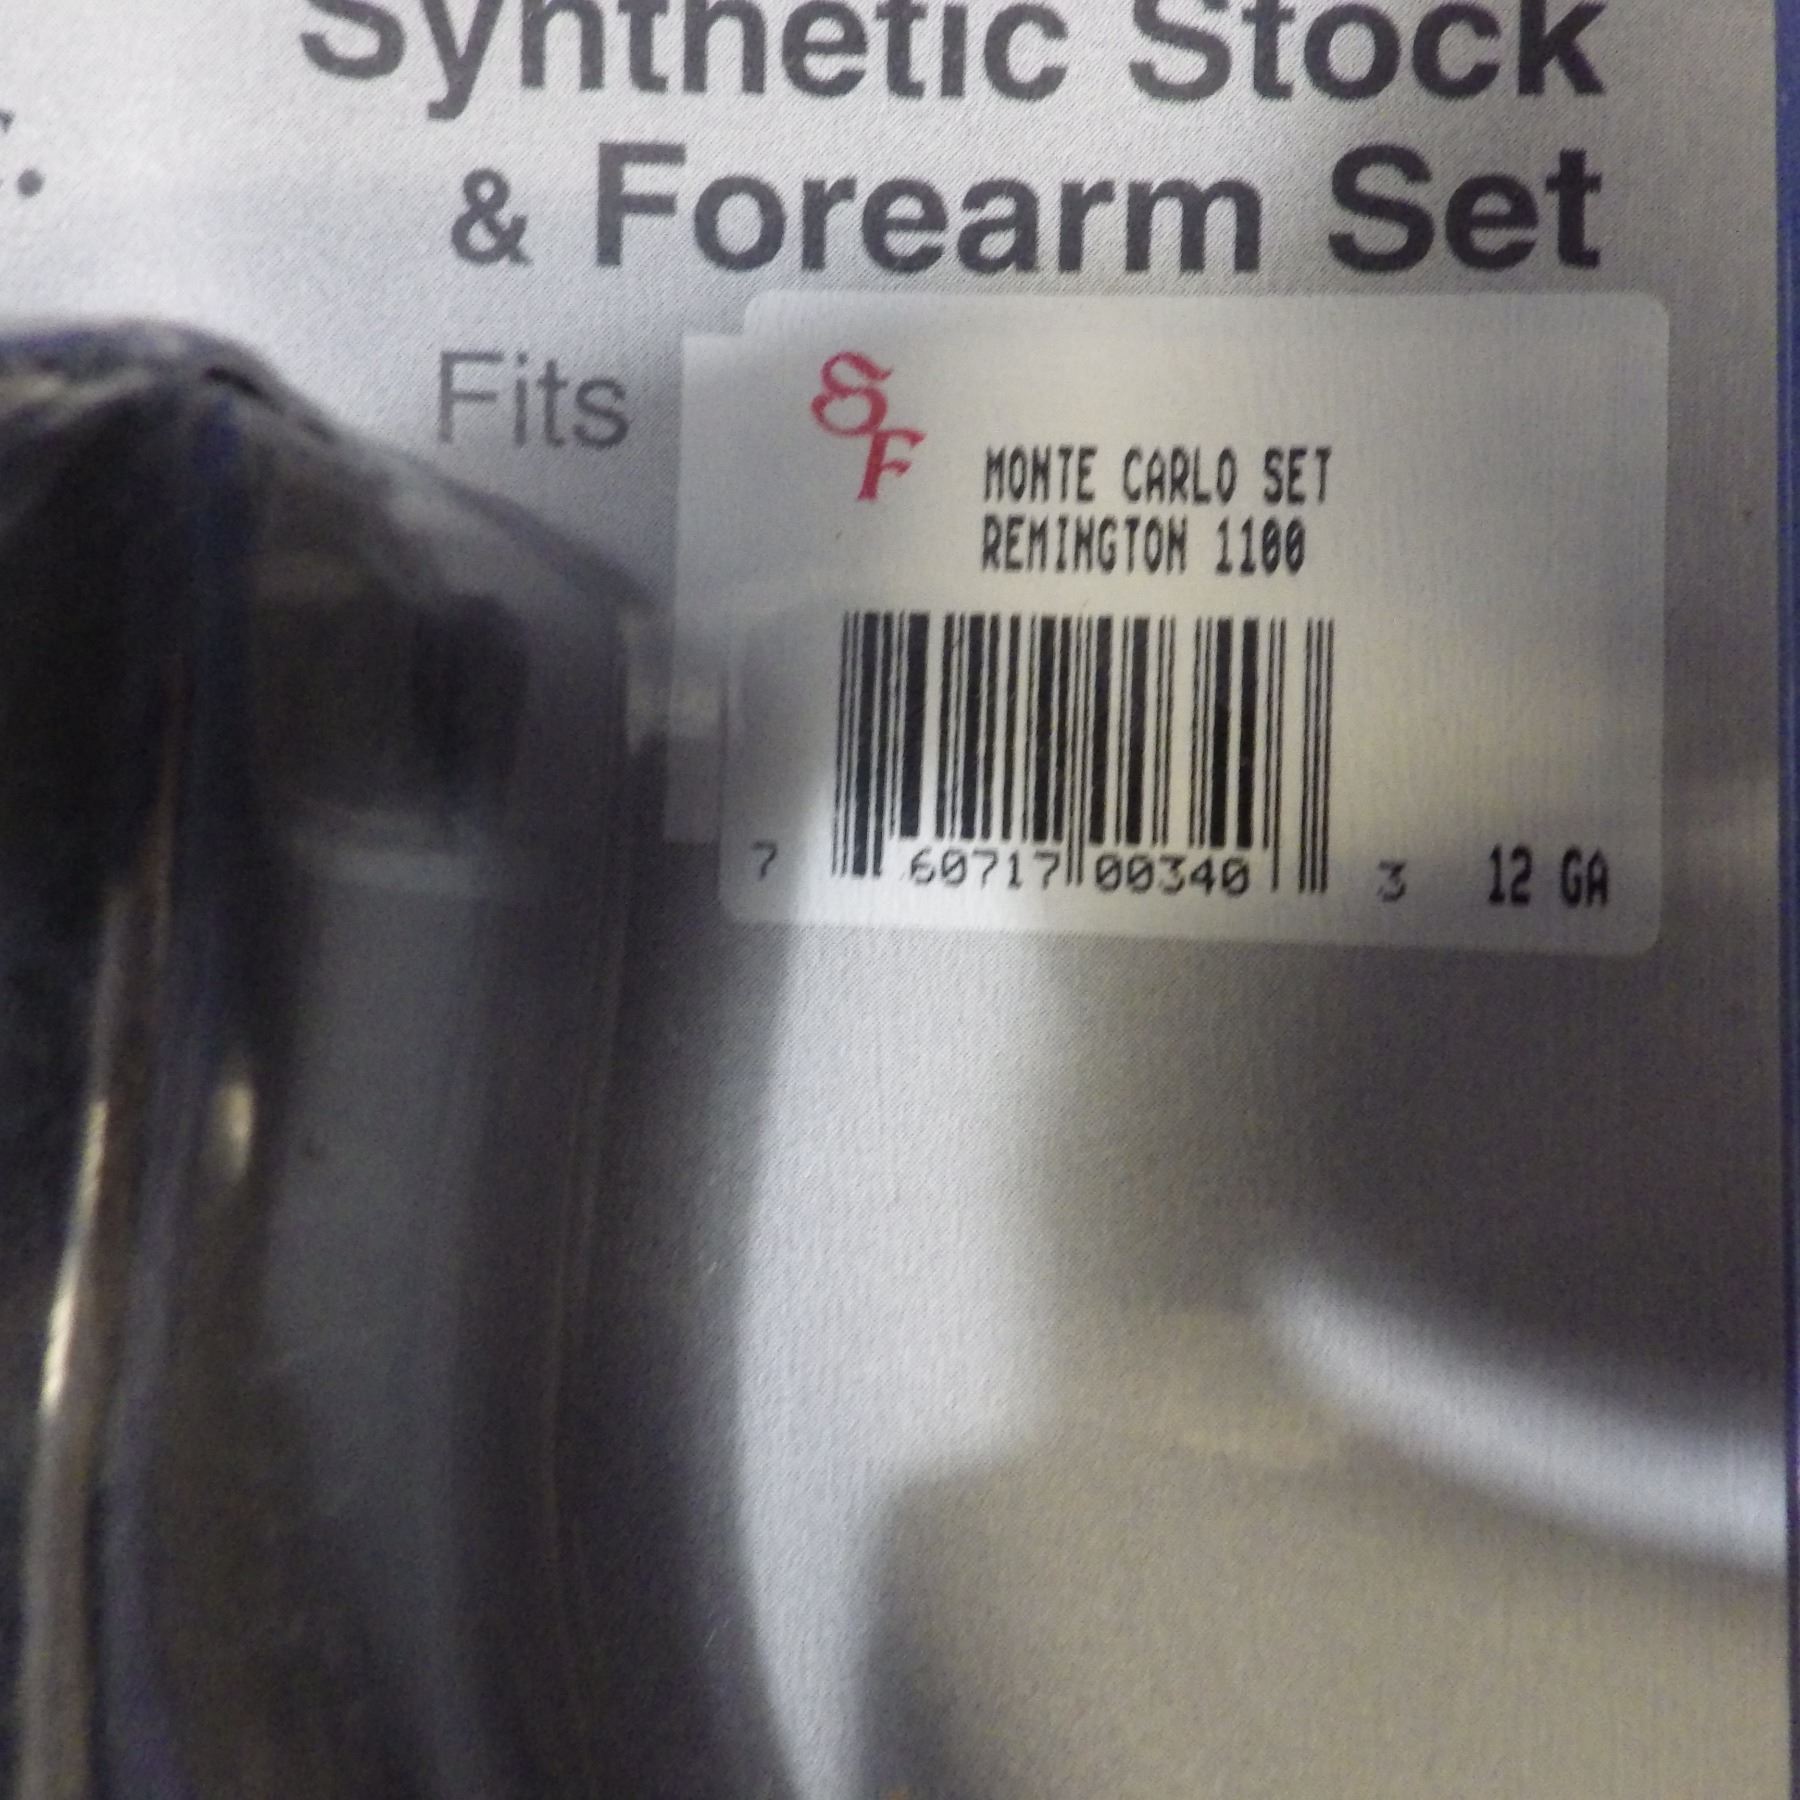 Synthetic Stock
& Forearm Set
Fits
SF
MONTE CARLO SET
REMINGTON 1100
7 60717 00340 3 12 GA